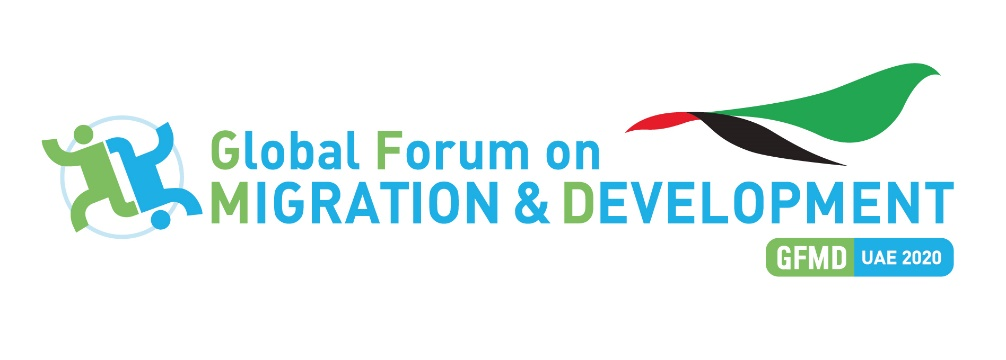 Global Forum on
MIGRATION & DEVELOPMENT
GFMD UAE 2020